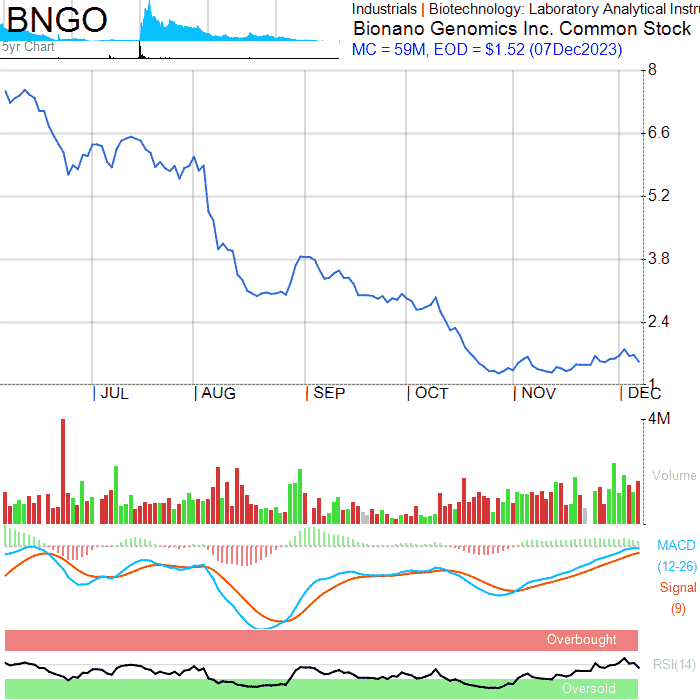 BNGO
5yr Chart
Industrials | Biotechnology: Laboratory Analytical Instru
Bionano Genomics Inc. Common Stock
MC = 59M, EOD = $1.52 (07Dec2023)
8
6.6
5.2
3.8
2.4
1
| JUL | AUG | SEP | OCT | NOV | DEC
4M
Volume
MACD
(12-26)
Signal
(9)
Overbought
RSI(14)
Oversold